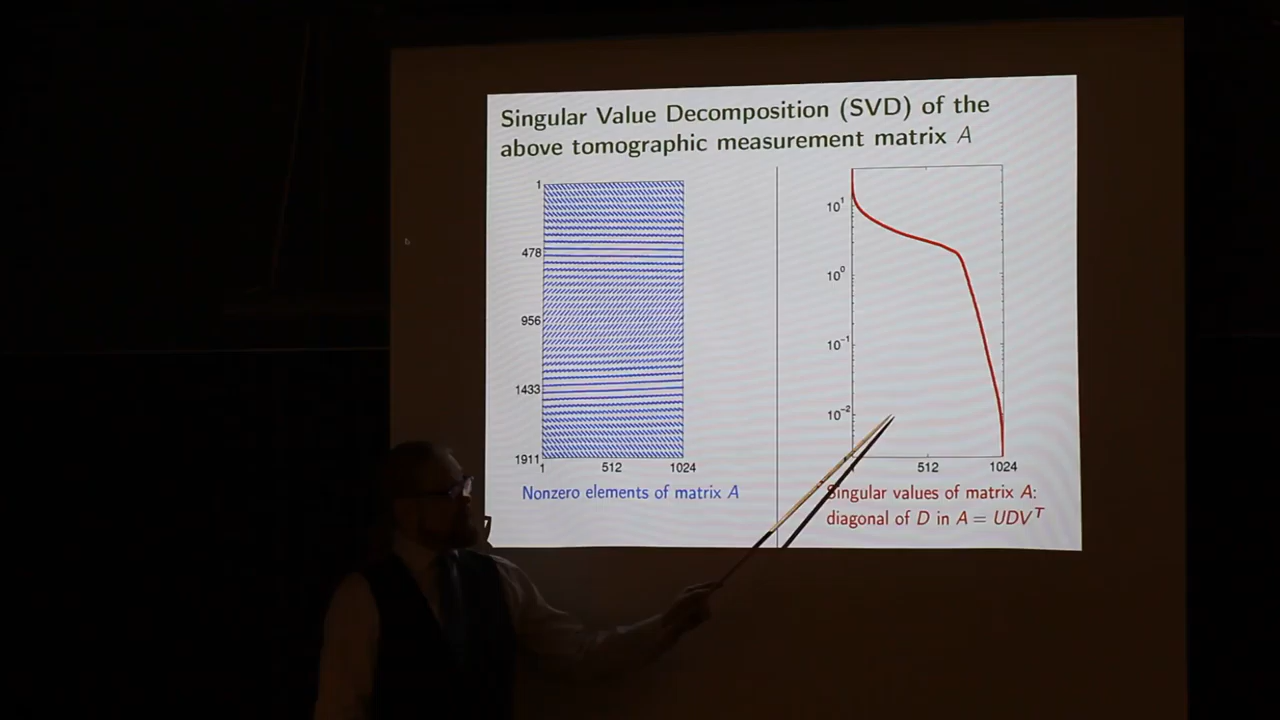 Singular Value Decomposition (SVD) of the
above tomographic measurement matrix A
1
478
956
1433
1911
1
512
1024
Nonzero elements of matrix A
10¹
10⁰
10⁻¹
10⁻²
512
1024
Singular values of matrix A:
diagonal of D in A = UDVᵀ